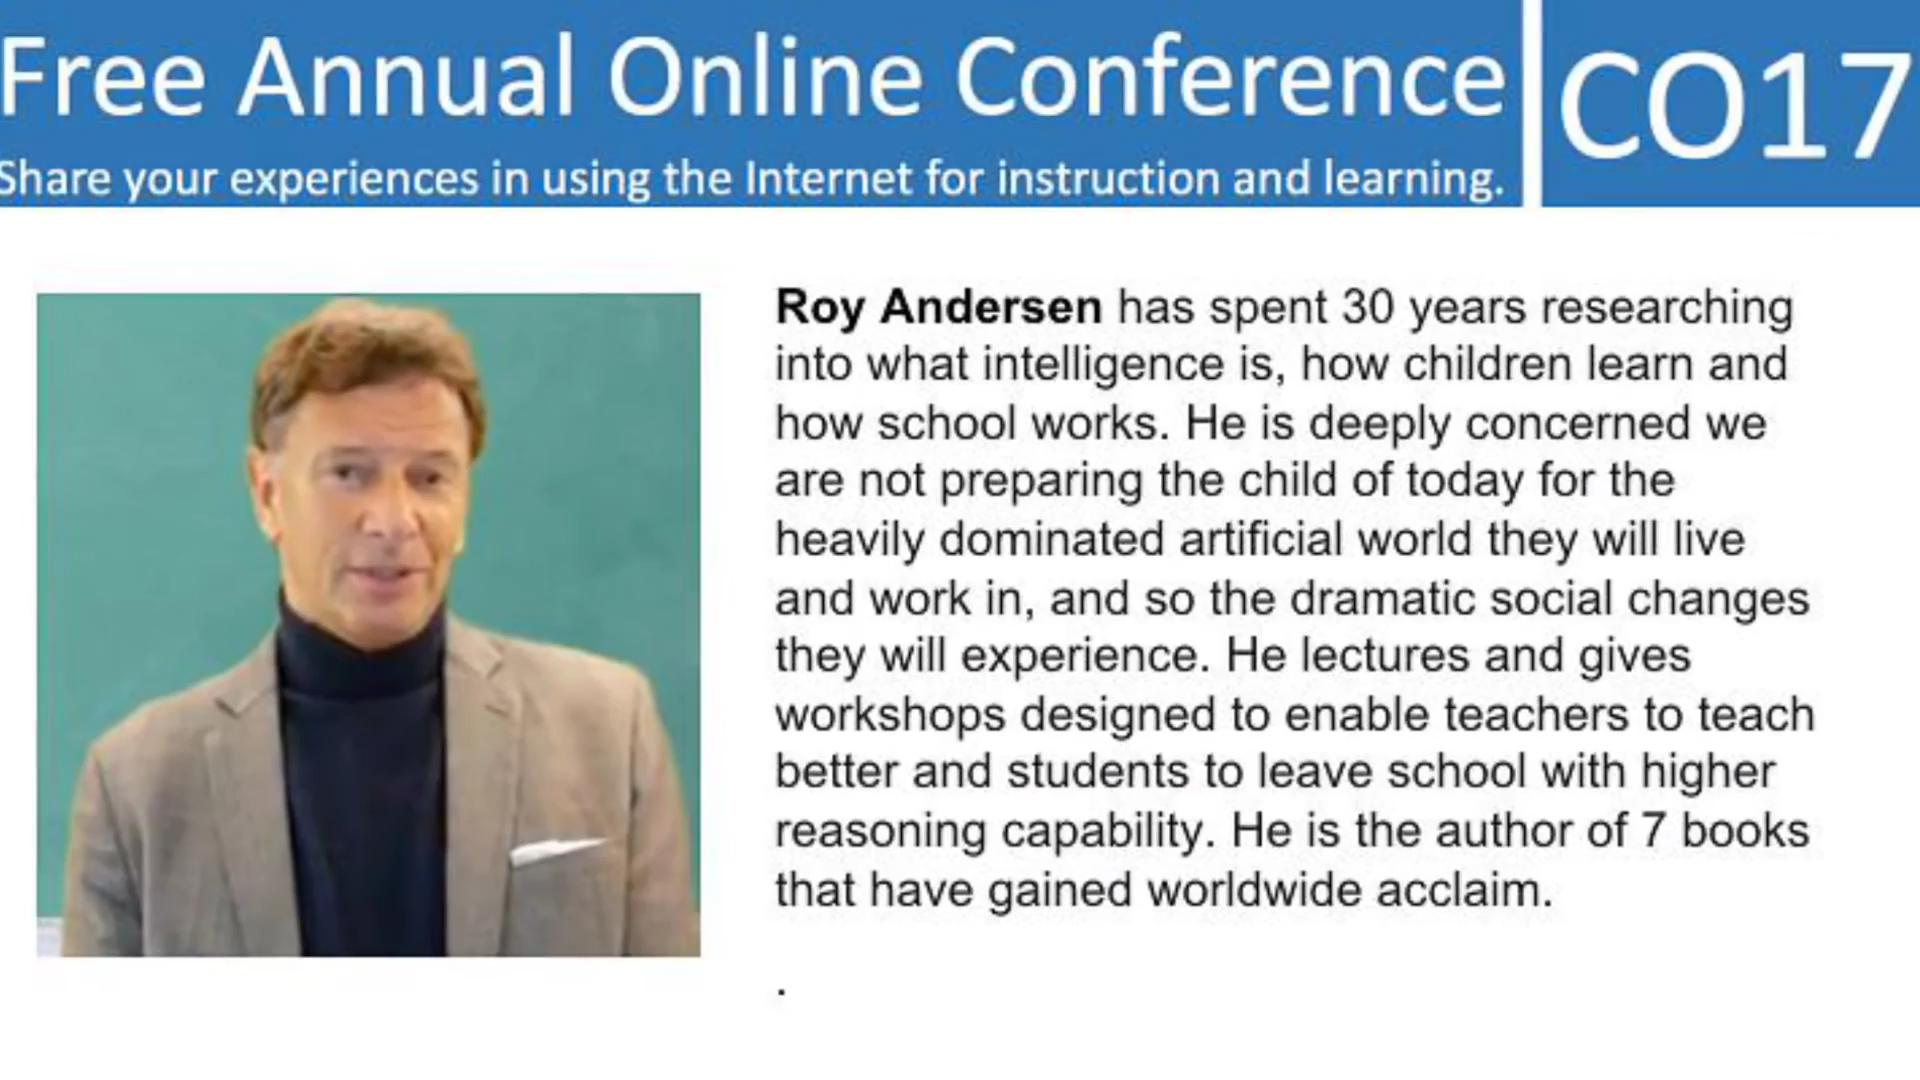 Free Annual Online Conference
CO17
Share your experiences in using the Internet for instruction and learning.
Roy Andersen has spent 30 years researching
into what intelligence is, how children learn and
how school works. He is deeply concerned we
are not preparing the child of today for the
heavily dominated artificial world they will live
and work in, and so the dramatic social changes
they will experience. He lectures and gives
workshops designed to enable teachers to teach
better and students to leave school with higher
reasoning capability. He is the author of 7 books
that have gained worldwide acclaim.
.